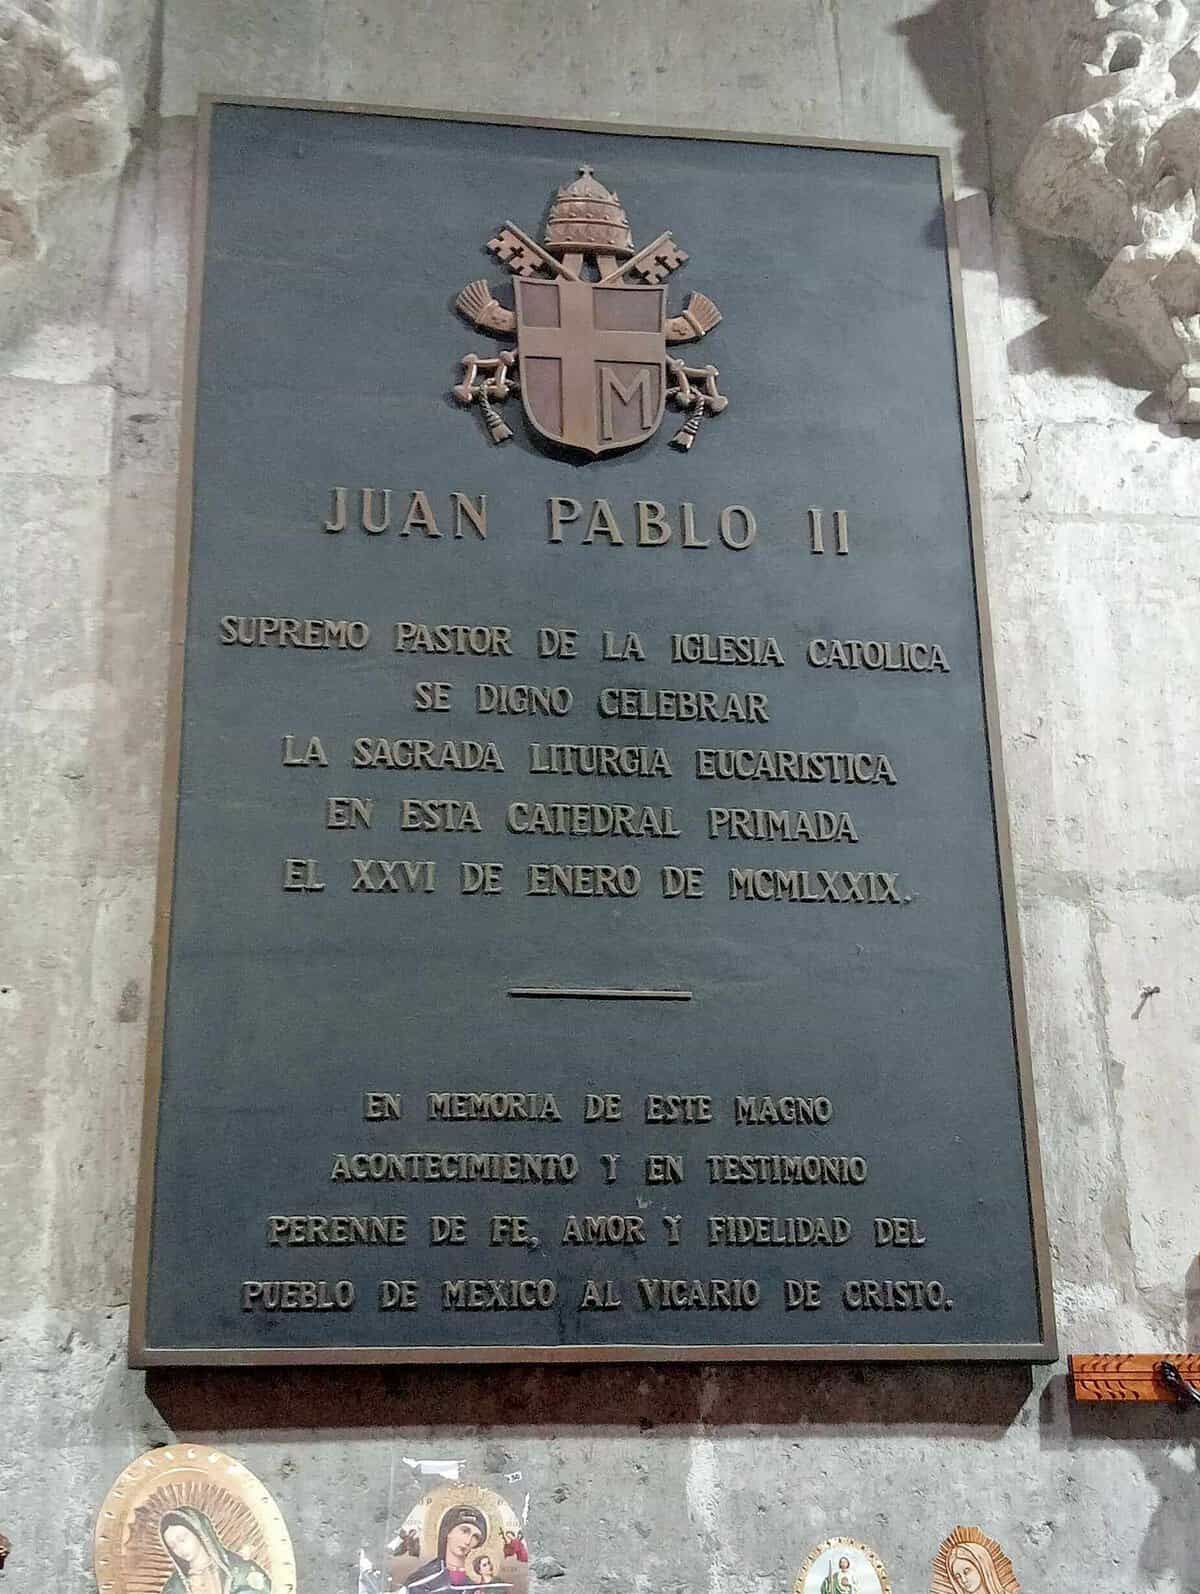 M
JUAN PABLO II
SUPREMO PASTOR DE LA IGLESIA CATOLICA
SE DIGNO CELEBRAR
LA SAGRADA LITURGIA EUCARISTICA
EN ESTA CATEDRAL PRIMADA
EL XXVI DE ENERO DE MCMLXXIX.
EN MEMORIA DE ESTE MAGNO
ACONTECIMIENTO Y EN TESTIMONIO
PERENNE DE FE, AMOR Y FIDELIDAD DEL
PUEBLO DE MEXICO AL VICARIO DE CRISTO.